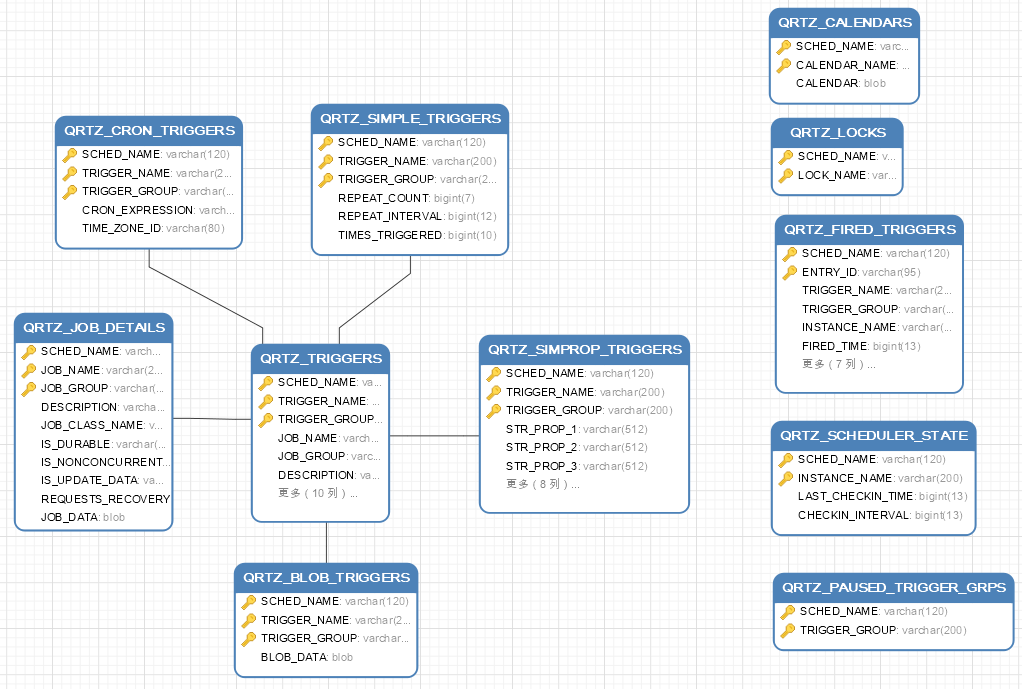 QRTZ_CRON_TRIGGERS
SCHED_NAME: varchar(120)
TRIGGER_NAME: varchar(2...
TRIGGER_GROUP: varchar(...
CRON_EXPRESSION: varch...
TIME_ZONE_ID: varchar(80)
QRTZ_SIMPLE_TRIGGERS
SCHED_NAME: varchar(120)
TRIGGER_NAME: varchar(200)
TRIGGER_GROUP: varchar(2...
REPEAT_COUNT: bigint(7)
REPEAT_INTERVAL: bigint(12)
TIMES_TRIGGERED: bigint(10)
QRTZ_JOB_DETAILS
SCHED_NAME: varch...
JOB_NAME: varchar(2...
JOB_GROUP: varchar(...
DESCRIPTION: varcha...
JOB_CLASS_NAME: v...
IS_DURABLE: varchar(...
IS_NONCONCURRENT...
IS_UPDATE_DATA: va...
REQUESTS_RECOVERY
JOB_DATA: blob
QRTZ_TRIGGERS
SCHED_NAME: va...
TRIGGER_NAME: ...
TRIGGER_GROUP...
JOB_NAME: varch...
JOB_GROUP: varc...
DESCRIPTION: va...
更多 ( 10 列 ) ...
QRTZ_SIMPROP_TRIGGERS
SCHED_NAME: varchar(120)
TRIGGER_NAME: varchar(200)
TRIGGER_GROUP: varchar(200)
STR_PROP_1: varchar(512)
STR_PROP_2: varchar(512)
STR_PROP_3: varchar(512)
更多 ( 8 列 ) ...
QRTZ_BLOB_TRIGGERS
SCHED_NAME: varchar(120)
TRIGGER_NAME: varchar(2...
TRIGGER_GROUP: varchar...
BLOB_DATA: blob
QRTZ_CALENDARS
SCHED_NAME: varc...
CALENDAR_NAME: ...
CALENDAR: blob
QRTZ_LOCKS
SCHED_NAME: v...
LOCK_NAME: var...
QRTZ_FIRED_TRIGGERS
SCHED_NAME: varchar(120)
ENTRY_ID: varchar(95)
TRIGGER_NAME: varchar(2...
TRIGGER_GROUP: varchar(...
INSTANCE_NAME: varchar(...
FIRED_TIME: bigint(13)
更多 ( 7 列 ) ...
QRTZ_SCHEDULER_STATE
SCHED_NAME: varchar(120)
INSTANCE_NAME: varchar(200)
LAST_CHECKIN_TIME: bigint(13)
CHECKIN_INTERVAL: bigint(13)
QRTZ_PAUSED_TRIGGER_GRPS
SCHED_NAME: varchar(120)
TRIGGER_GROUP: varchar(200)